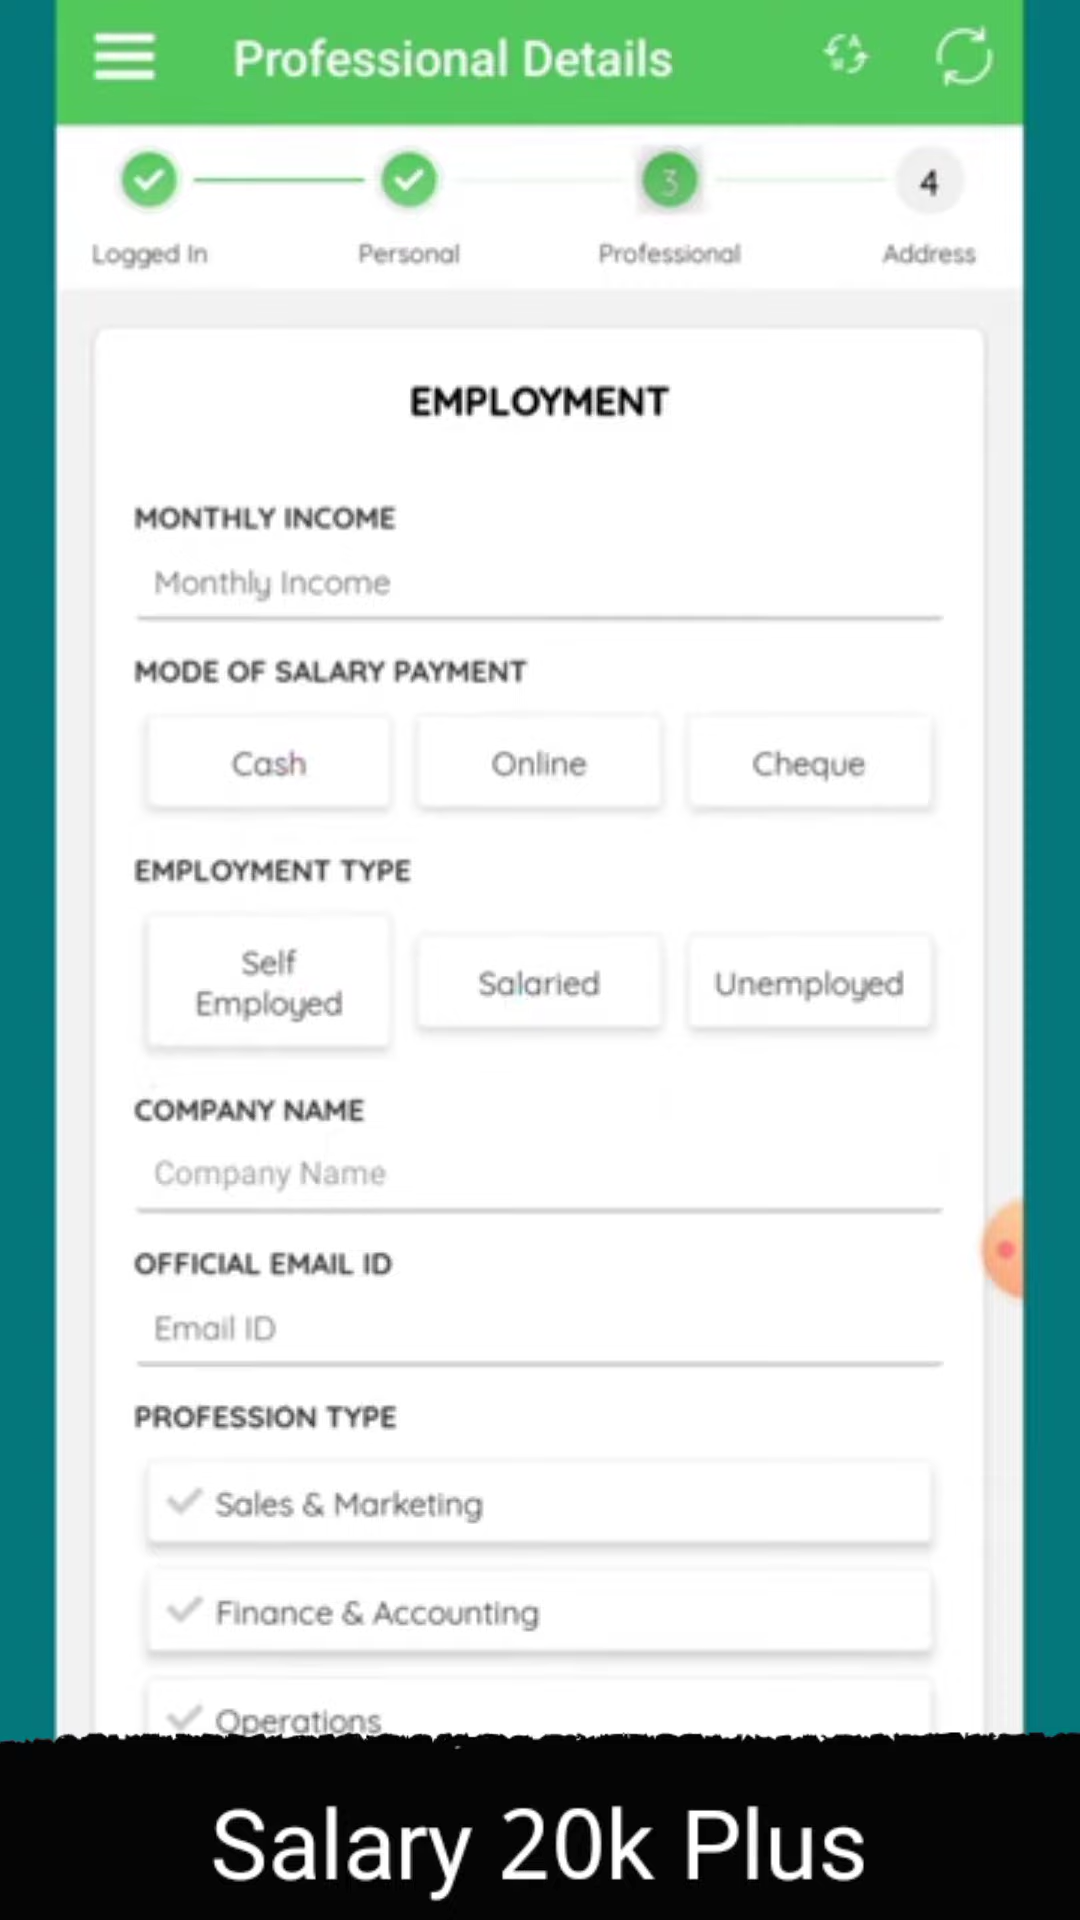 Professional Details
3
4
Logged In
Personal
Professional
Address
EMPLOYMENT
MONTHLY INCOME
Monthly Income
MODE OF SALARY PAYMENT
Cash
Online
Cheque
EMPLOYMENT TYPE
Self
Employed
Salaried
Unemployed
COMPANY NAME
Company Name
OFFICIAL EMAIL ID
Email ID
PROFESSION TYPE
Sales & Marketing
Finance & Accounting
Operations
Salary 20k Plus